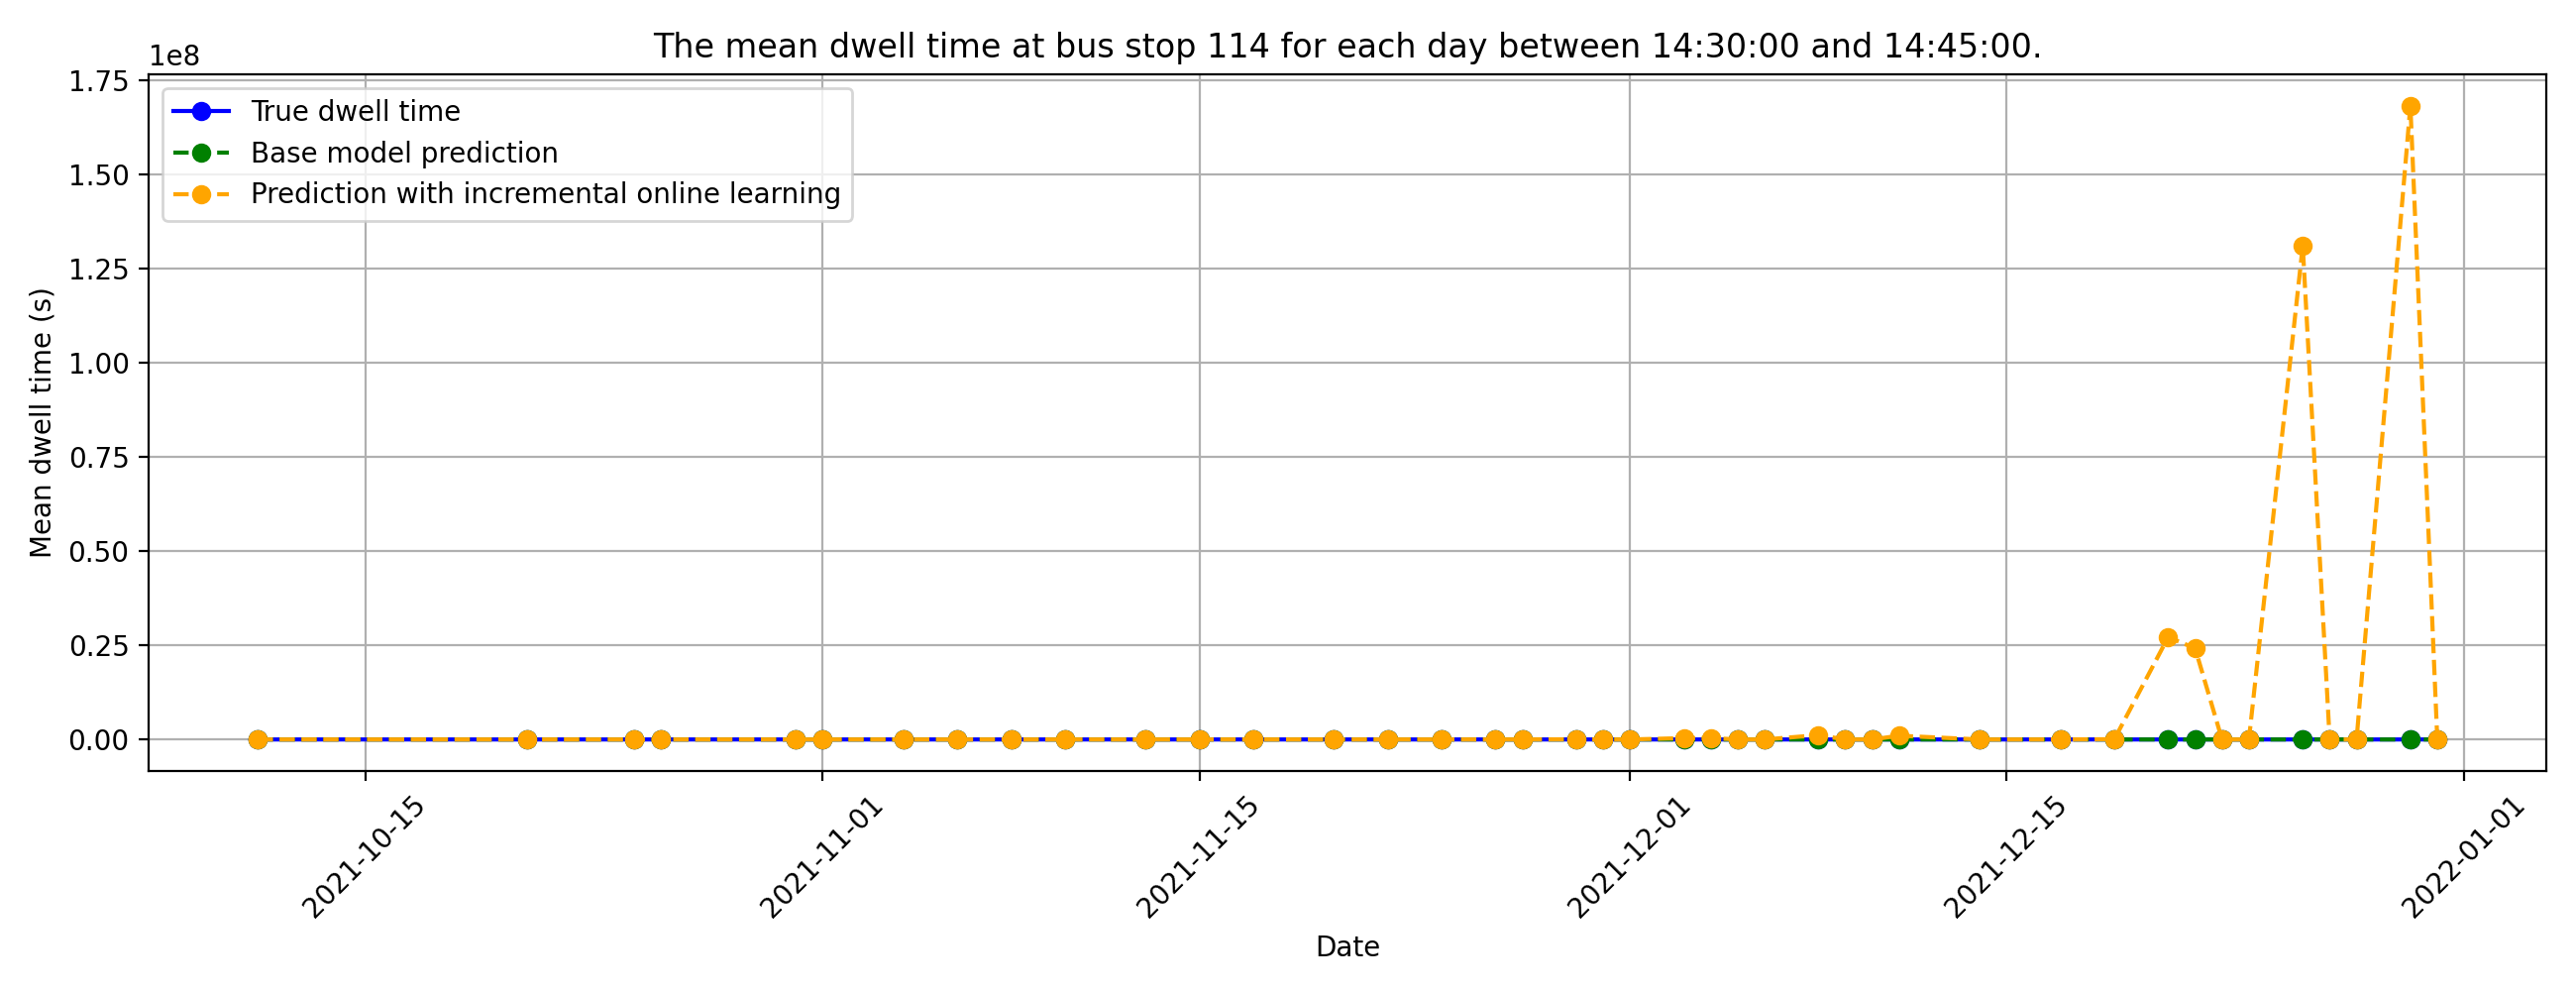 The mean dwell time at bus stop 114 for each day between 14:30:00 and 14:45:00.
1e8
1.75
1.50
1.25
1.00
0.75
0.50
0.25
0.00
Mean dwell time (s)
True dwell time
Base model prediction
Prediction with incremental online learning
2021-10-15
2021-11-01
2021-11-15
2021-12-01
2021-12-15
2022-01-01
Date